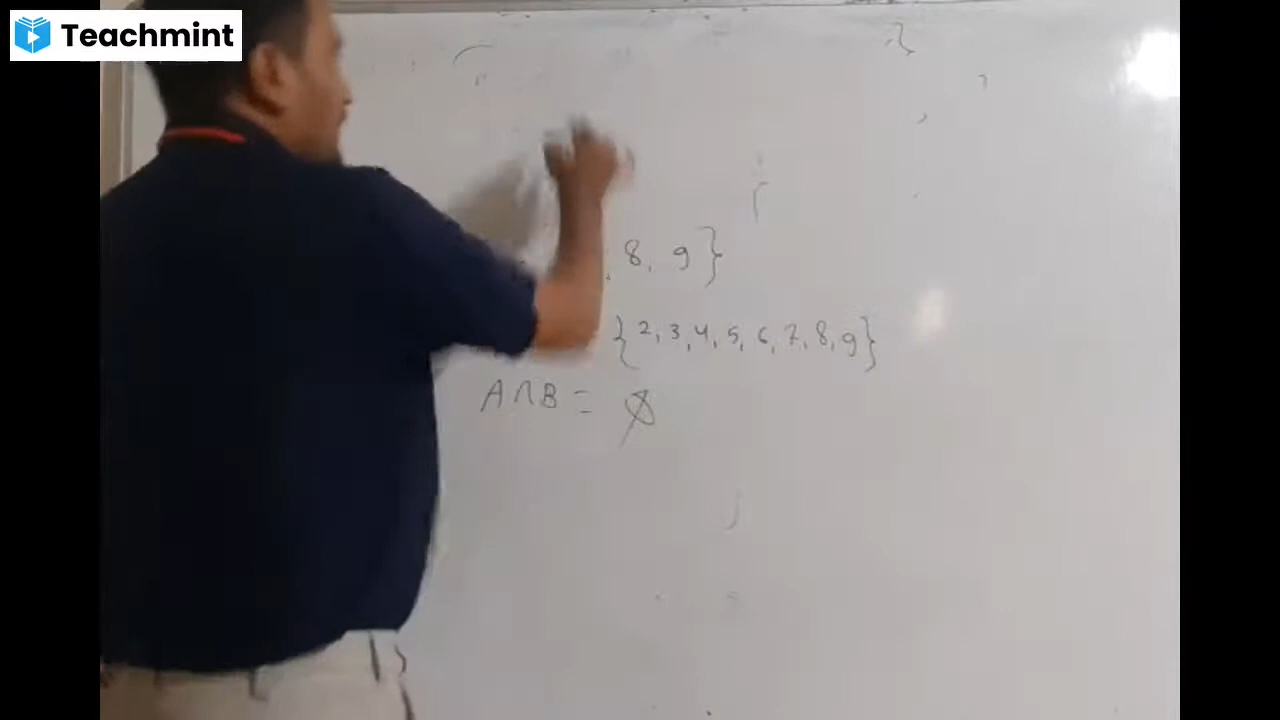 Teachmint
, 8, 9}
{2, 3, 4, 5, 6, 7, 8, 9}
A∩B = ϕ